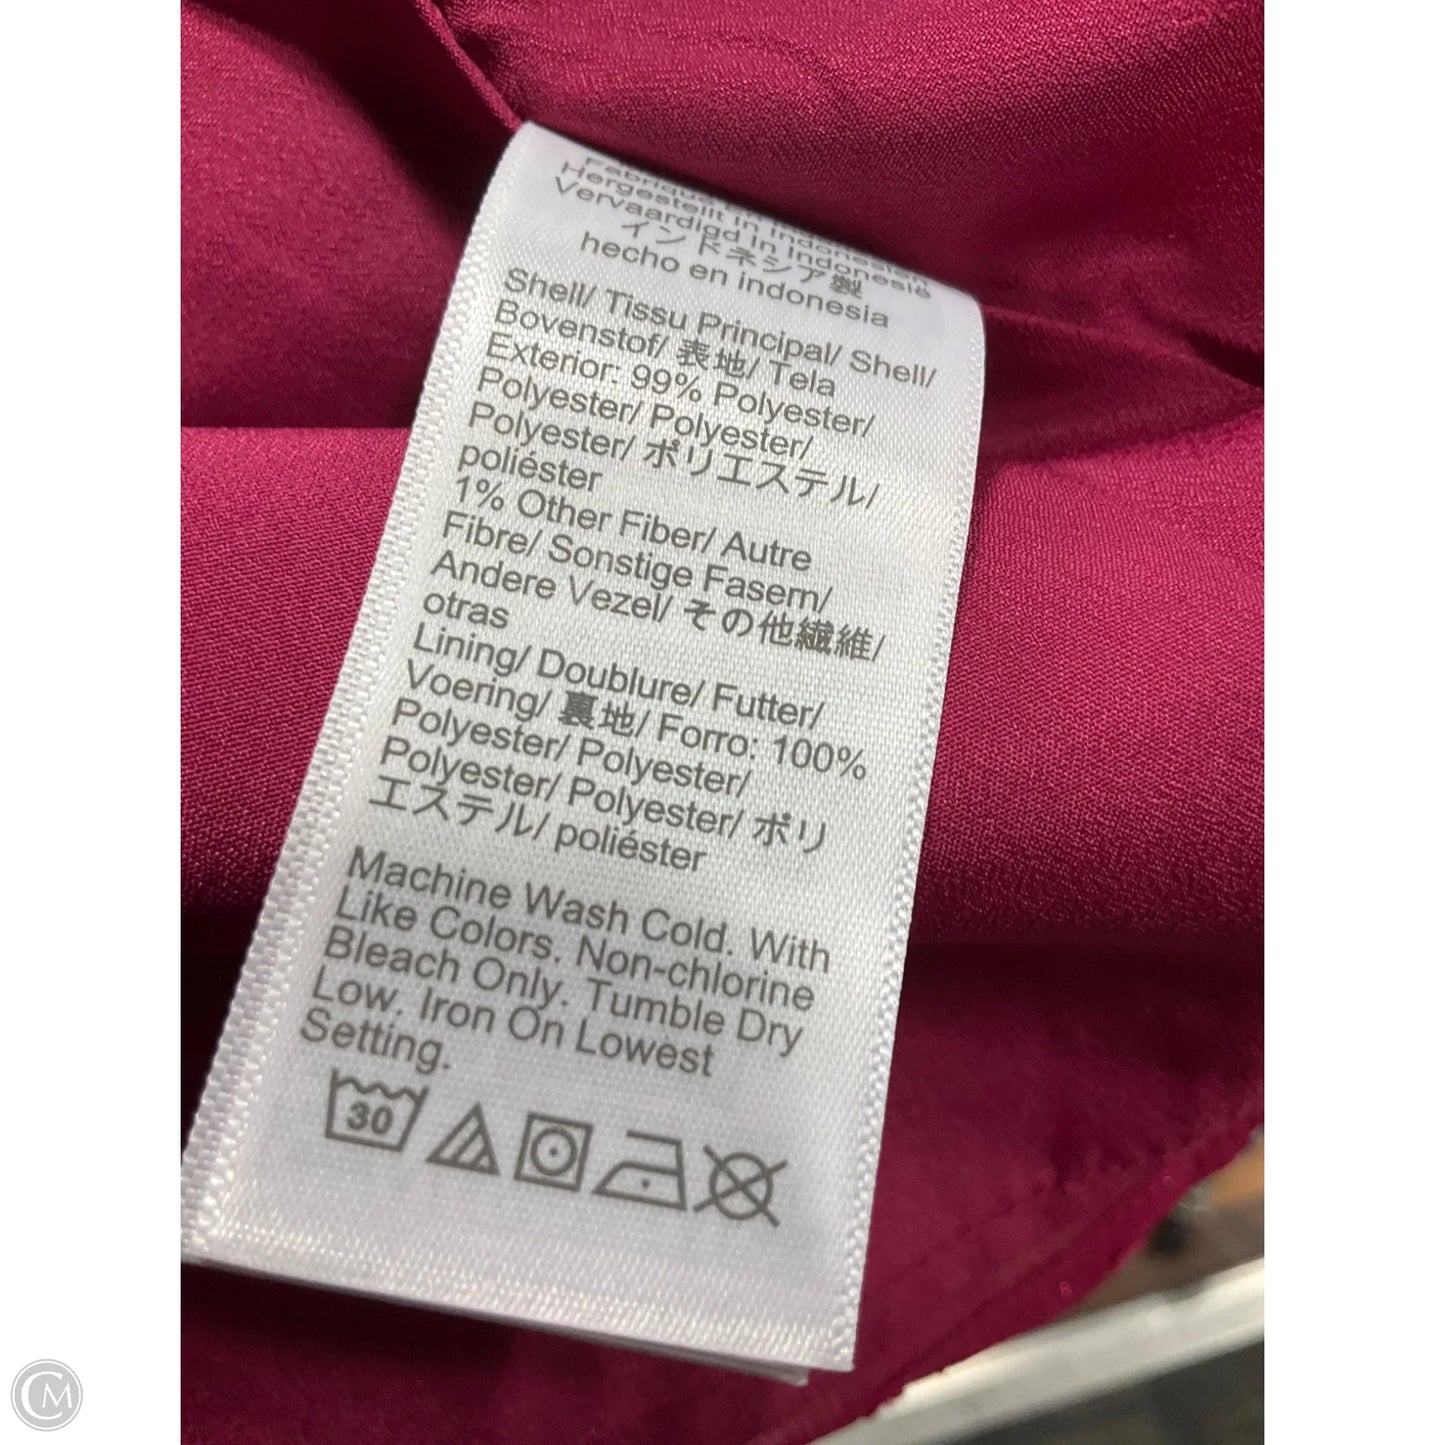 Fabriqué en
Hergestellt in Indonesien
Vervaardigd in Indonesië
インドネシア製
hecho en indonesia
Shell/ Tissu Principal/ Shell/
Bovenstof/ 表地/ Tela
Exterior: 99% Polyester/
Polyester/ Polyester/
Polyester/ ポリエステル/
poliéster
1% Other Fiber/ Autre
Fibre/ Sonstige Fasern/
Andere Vezel/ その他繊維/
otras
Lining/ Doublure/ Futter/
Voering/ 裏地/ Forro: 100%
Polyester/ Polyester/
Polyester/ Polyester/ ポリ
エステル/ poliéster
Machine Wash Cold. With
Like Colors. Non-chlorine
Bleach Only. Tumble Dry
Low. Iron On Lowest
Setting.
30
CM